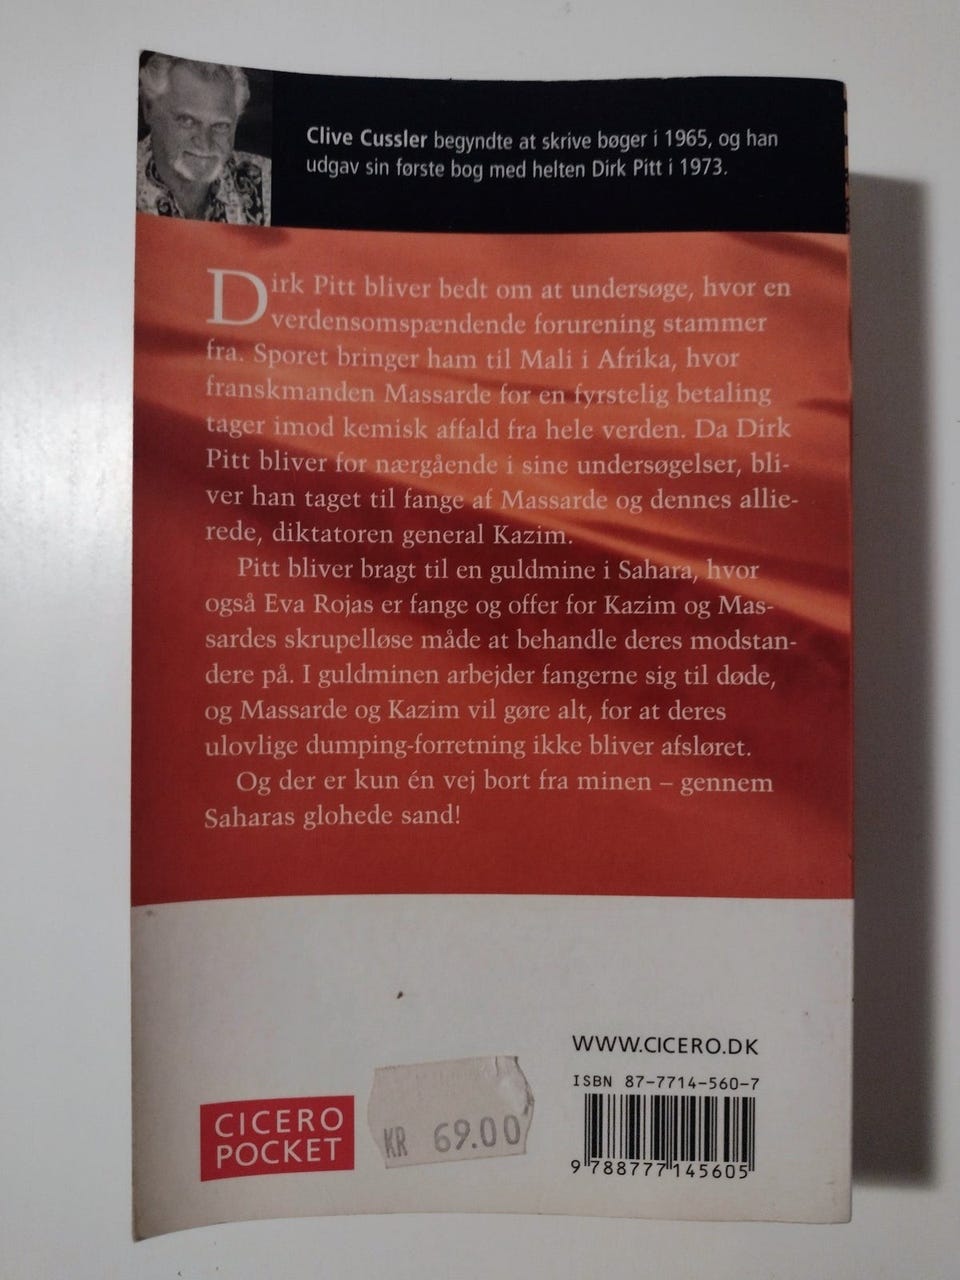 Clive Cussler begyndte at skrive bøger i 1965, og han
udgav sin første bog med helten Dirk Pitt i 1973.
Dirk Pitt bliver bedt om at undersøge, hvor en
verdensomspændende forurening stammer
fra. Sporet bringer ham til Mali i Afrika, hvor
franskmanden Massarde for en fyrstelig betaling
tager imod kemisk affald fra hele verden. Da Dirk
Pitt bliver for nærgående i sine undersøgelser, bli-
ver han taget til fange af Massarde og dennes allie-
rede, diktatoren general Kazim.
Pitt bliver bragt til en guldmine i Sahara, hvor
også Eva Rojas er fange og offer for Kazim og Mas-
sardes skrupelløse måde at behandle deres modstan-
dere på. I guldminen arbejder fangerne sig til døde,
og Massarde og Kazim vil gøre alt, for at deres
ulovlige dumping-forretning ikke bliver afsløret.
Og der er kun én vej bort fra minen – gennem
Saharas glohede sand!
WWW.CICERO.DK
ISBN 87-7714-560-7
CICERO
POCKET
KR 69.00
9 788777 145605